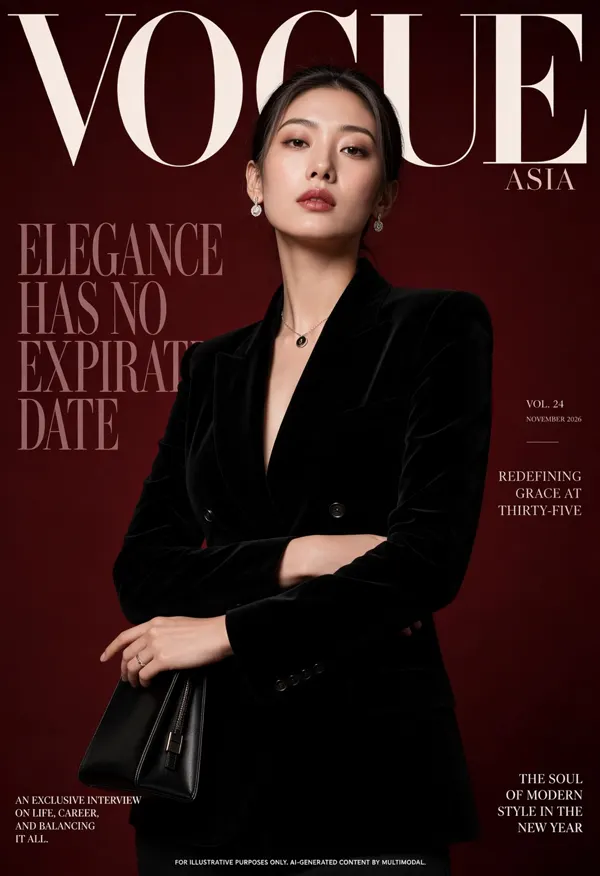 VOGUE
ASIA
ELEGANCE
HAS NO
EXPIRAT
DATE
VOL. 24
NOVEMBER 2026
REDEFINING
GRACE AT
THIRTY-FIVE
AN EXCLUSIVE INTERVIEW
ON LIFE, CAREER,
AND BALANCING
IT ALL.
THE SOUL
OF MODERN
STYLE IN THE
NEW YEAR
FOR ILLUSTRATIVE PURPOSES ONLY. AI-GENERATED CONTENT BY MULTIMODAL.